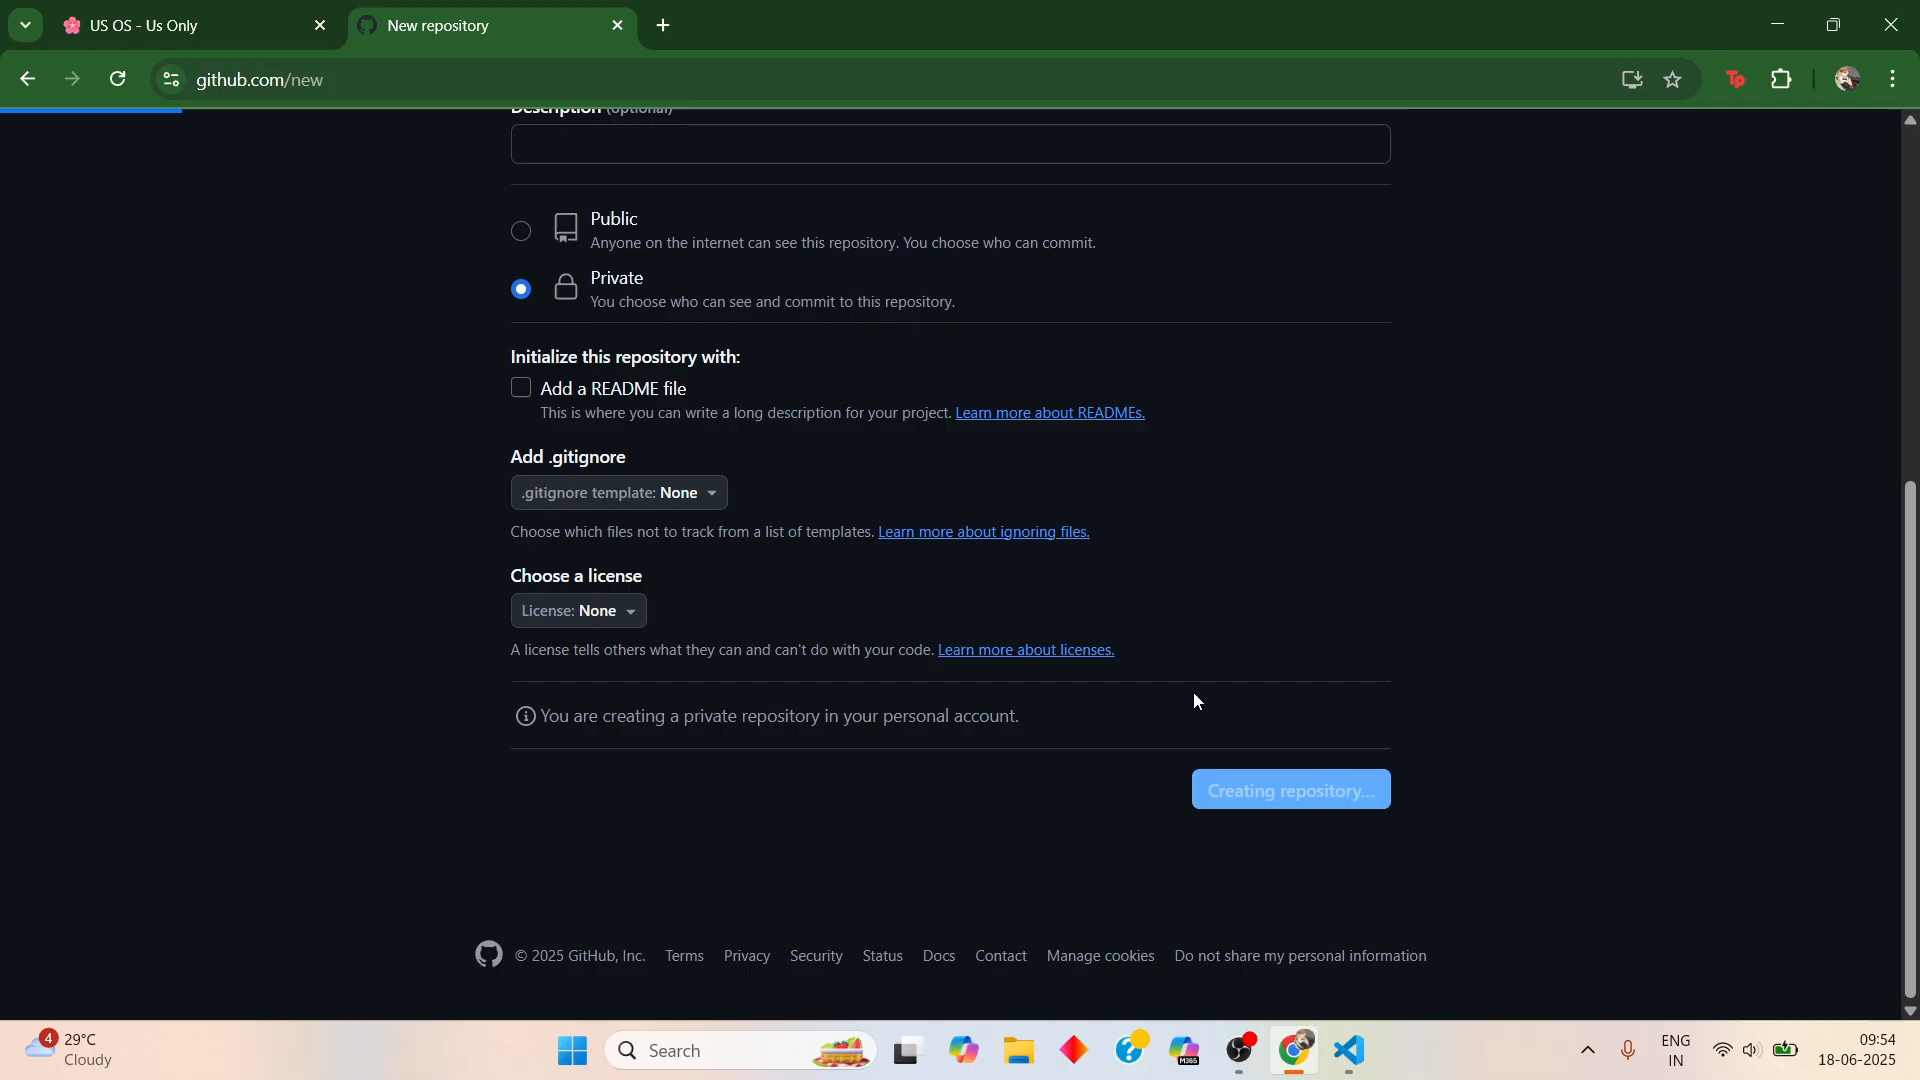 US OS - Us Only
New repository
github.com/new
Description (optional)
Public
Anyone on the internet can see this repository. You choose who can commit.
Private
You choose who can see and commit to this repository.
Initialize this repository with:
Add a README file
This is where you can write a long description for your project. Learn more about READMEs.
Add .gitignore
.gitignore template: None
Choose which files not to track from a list of templates. Learn more about ignoring files.
Choose a license
License: None
A license tells others what they can and can't do with your code. Learn more about licenses.
You are creating a private repository in your personal account.
Creating repository...
© 2025 GitHub, Inc. Terms Privacy Security Status Docs Contact Manage cookies Do not share my personal information
4
29°C
Cloudy
Search
M365
ENG
IN
09:54
18-06-2025
Tp